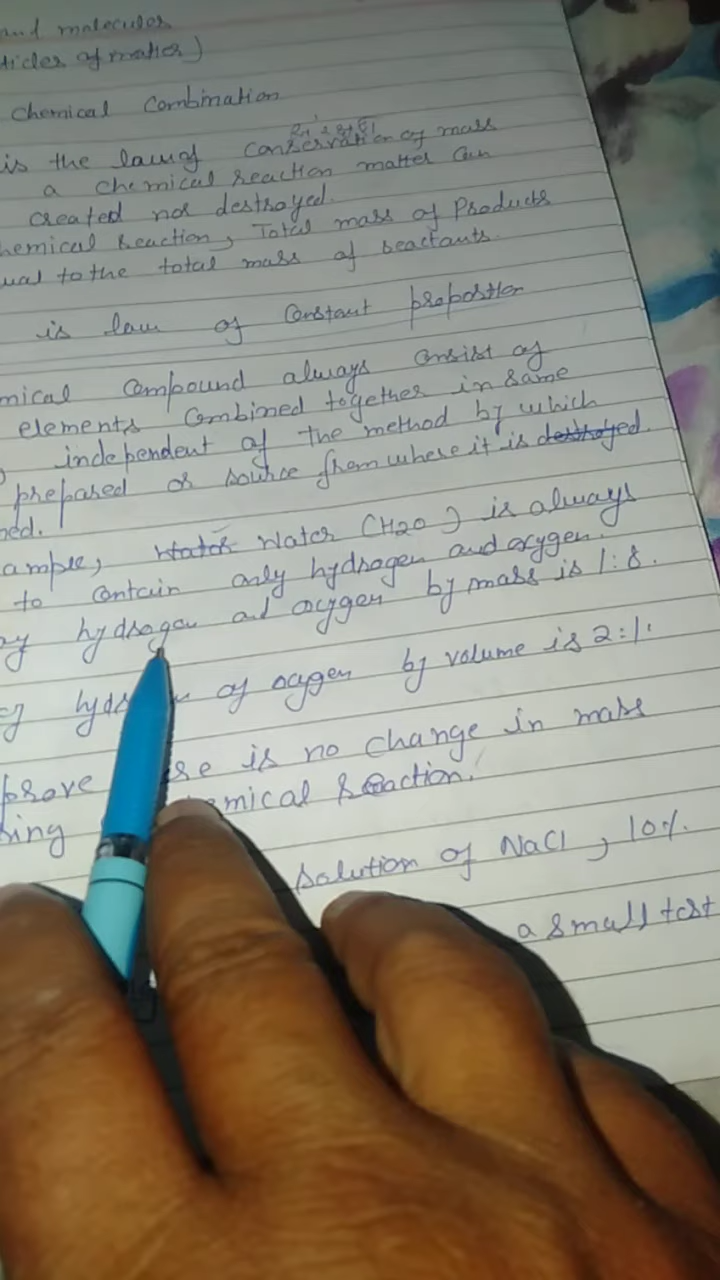 and molecules
ticles of matter)
Chemical Combination
is the law of Conservation of mass
a chemical reaction matter can
created nor destroyed.
hemical reaction, Total mass of Products
ual to the total mass of reactants.
is law of Constant proportion
mical compound always consist of
elements combined together in same
independent of the method by which
prepared or source from where it is destroyed.
ned.
ample, Water Water (H2O) is always
to contain only hydrogen and oxygen.
hydrogen and oxygen by mass is 1:8.
of oxygen by volume is 2:1.
prove is no change in mass
emical reaction.
solution of NaCl, 10%.
a small test